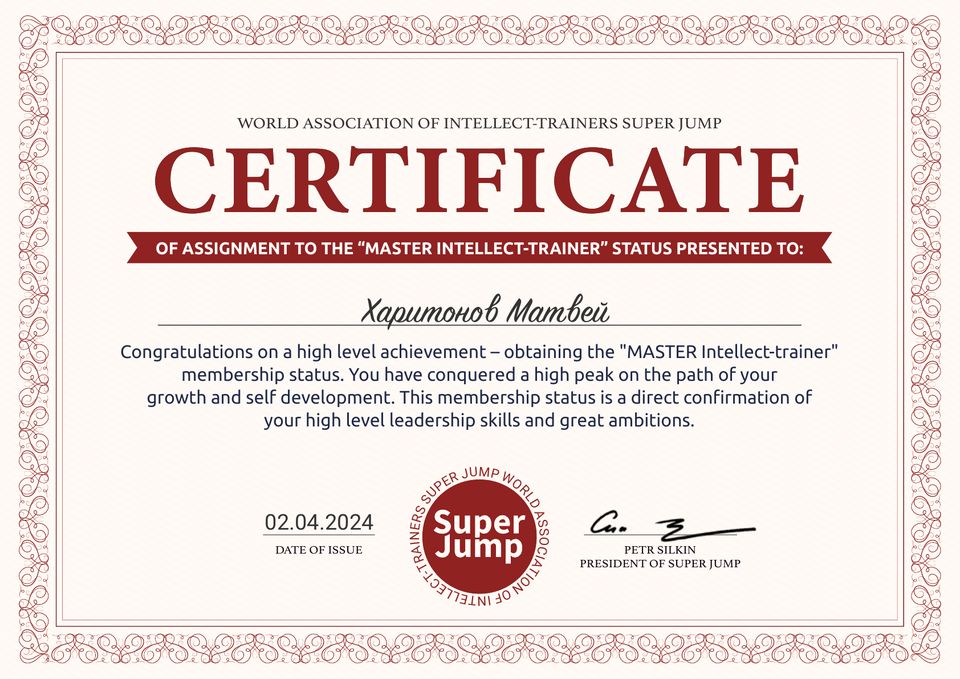 WORLD ASSOCIATION OF INTELLECT-TRAINERS SUPER JUMP
CERTIFICATE
OF ASSIGNMENT TO THE “MASTER INTELLECT-TRAINER” STATUS PRESENTED TO:
Харитонов Матвей
Congratulations on a high level achievement – obtaining the "MASTER Intellect-trainer"
membership status. You have conquered a high peak on the path of your
growth and self development. This membership status is a direct confirmation of
your high level leadership skills and great ambitions.
02.04.2024
DATE OF ISSUE
SUPER JUMP WORLD ASSOCIATION OF INTELLECT-TRAINERS
Super
Jump
PETR SILKIN
PRESIDENT OF SUPER JUMP